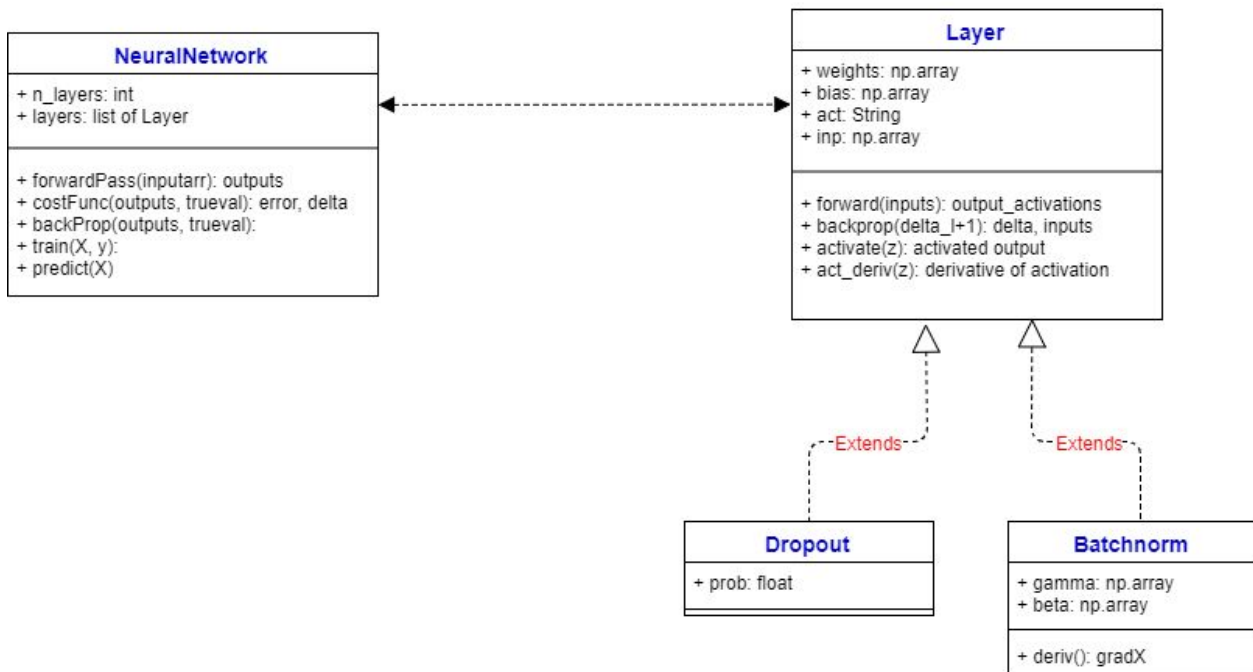 NeuralNetwork
+ n_layers: int
+ layers: list of Layer
+ forwardPass(inputarr): outputs
+ costFunc(outputs, trueval): error, delta
+ backProp(outputs, trueval):
+ train(X, y):
+ predict(X)
Layer
+ weights: np.array
+ bias: np.array
+ act: String
+ inp: np.array
+ forward(inputs): output_activations
+ backprop(delta_l+1): delta, inputs
+ activate(z): activated output
+ act_deriv(z): derivative of activation
Extends
Extends
Dropout
+ prob: float
Batchnorm
+ gamma: np.array
+ beta: np.array
+ deriv(): gradX